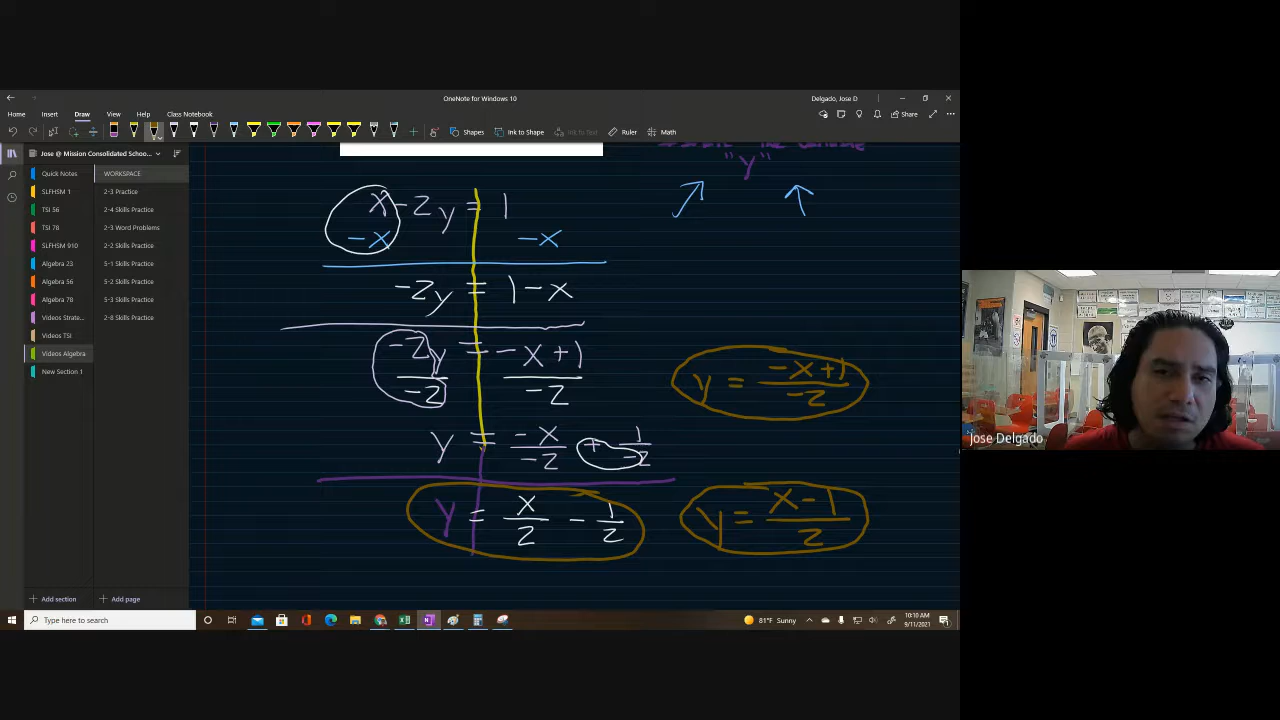 OneNote for Windows 10
Delgado, Jose D
Home Insert Draw View Help Class Notebook
Share
Shapes Ink to Shape Ink to Text Ruler Math
Jose @ Mission Consolidated Schoo...
Quick Notes
SLFHSM 1
TSI 56
TSI 78
SLFHSM 910
Algebra 23
Algebra 56
Algebra 78
Videos Strate...
Videos TSI
Videos Algebra
New Section 1
WORKSPACE
2-3 Practice
2-4 Skills Practice
2-3 Word Problems
2-2 Skills Practice
5-1 Skills Practice
5-2 Skills Practice
5-3 Skills Practice
2-8 Skills Practice
"y"
x - 2y = 1
-x -x
-2y = 1 - x
-2y = -x + 1
-2 -2
y = -x/-2 + 1/-2
y = x/2 - 1/2
y = -x+1/-2
y = x-1/2
Jose Delgado
Add section Add page
Type here to search
81°F Sunny
10:10 AM
9/11/2021